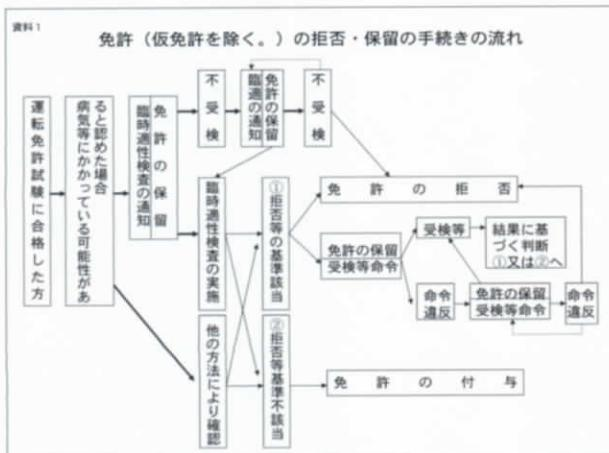 資料1
免許(仮免許を除く。)の拒否・保留の手続きの流れ
運転免許試験に合格した方
病気等にかかっている可能性があ
ると認めた場合
免許の保留
臨時適性検査の通知
不受検
免許の保留
臨適の通知
不受検
臨時適性検査の実施
他の方法により確認
①拒否等の基準該当
②拒否等基準不該当
免許の拒否
免許の保留
受検等命令
受検等
結果に基
づく判断
①又は②へ
命令
違反
免許の保留
受検等命令
命令
違反
免許の付与